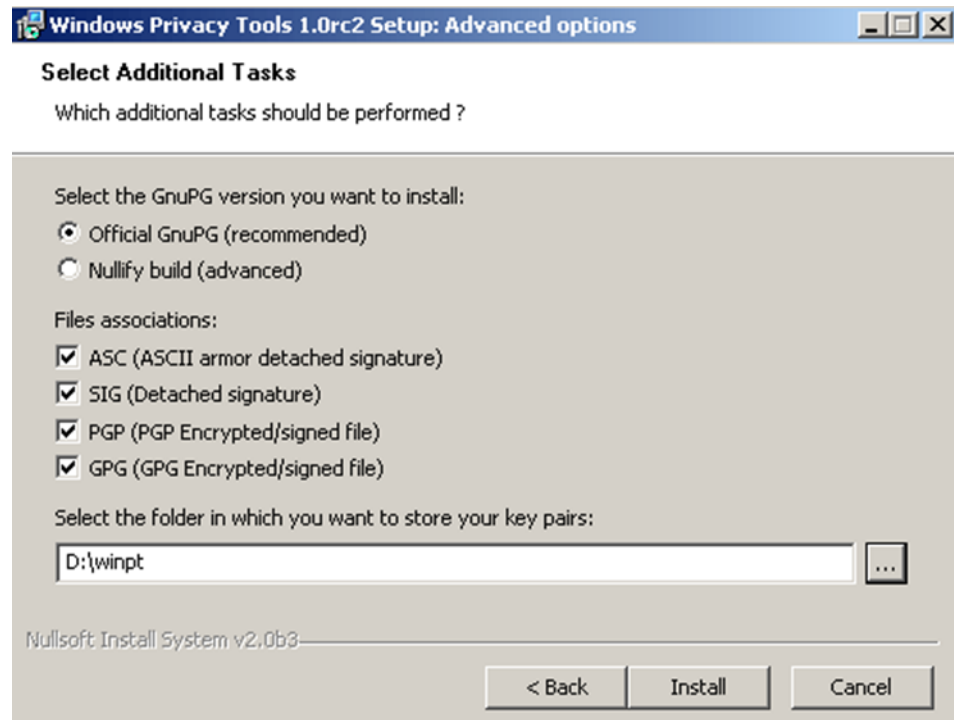 Windows Privacy Tools 1.0rc2 Setup: Advanced options
Select Additional Tasks
Which additional tasks should be performed ?
Select the GnuPG version you want to install:
Official GnuPG (recommended)
Nullify build (advanced)
Files associations:
ASC (ASCII armor detached signature)
SIG (Detached signature)
PGP (PGP Encrypted/signed file)
GPG (GPG Encrypted/signed file)
Select the folder in which you want to store your key pairs:
D:\winpt
...
Nullsoft Install System v2.0b3
< Back
Install
Cancel